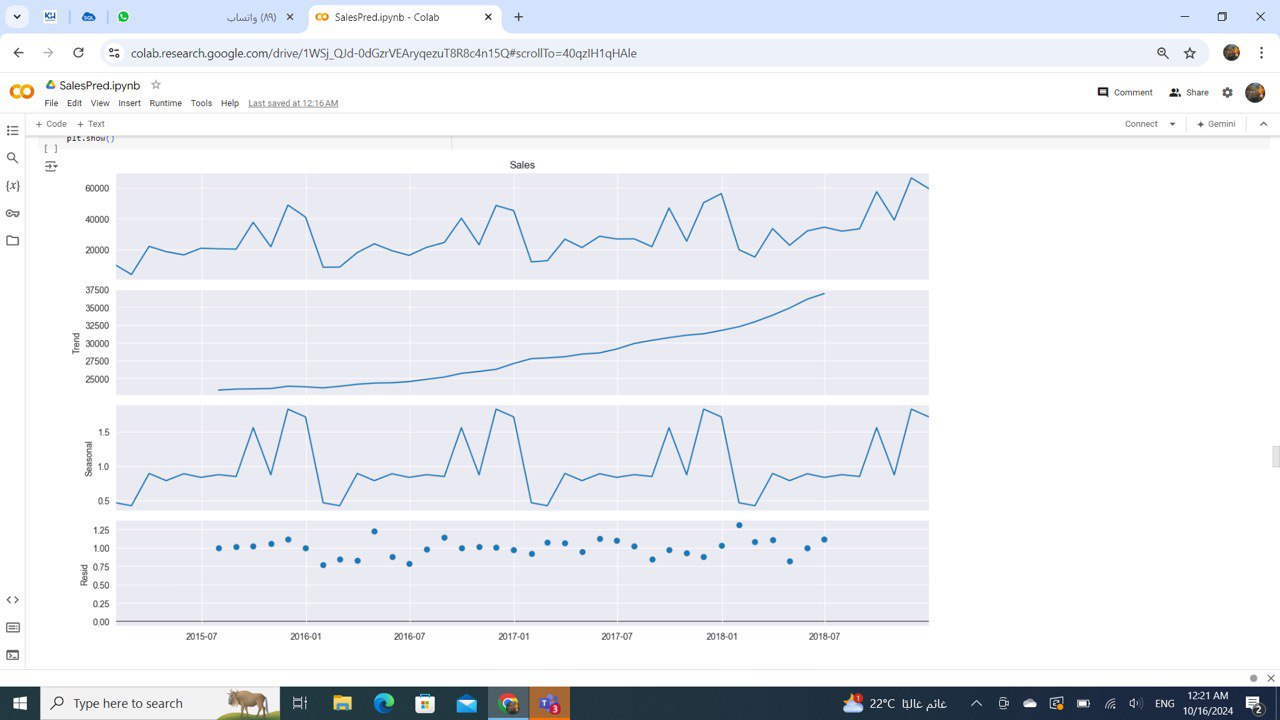 (٨٩) واتساب
SalesPred.ipynb - Colab
colab.research.google.com/drive/1WSj_QJd-0dGzrVEAryqezuT8R8c4n15Q#scrollTo=40qzIH1qHAle
SalesPred.ipynb
Comment
Share
File Edit View Insert Runtime Tools Help Last saved at 12:16 AM
+ Code + Text
Connect
Gemini
plt.show()
[ ]
{x}
Sales
60000
40000
20000
Trend
37500
35000
32500
30000
27500
25000
Seasonal
1.5
1.0
0.5
Resid
1.25
1.00
0.75
0.50
0.25
0.00
2015-07 2016-01 2016-07 2017-01 2017-07 2018-01 2018-07
Type here to search
1
3
22°C غائم غالبًا
ENG
12:21 AM
10/16/2024
2